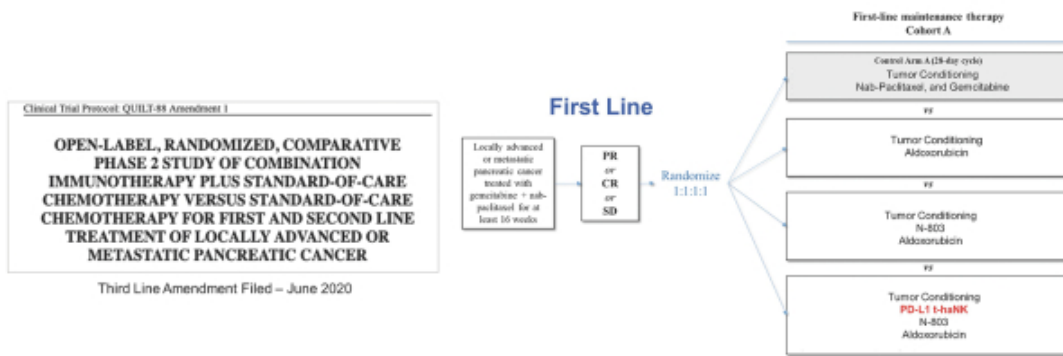 Clinical Trial Protocol: QUILT-88 Amendment 1
OPEN-LABEL, RANDOMIZED, COMPARATIVE
PHASE 2 STUDY OF COMBINATION
IMMUNOTHERAPY PLUS STANDARD-OF-CARE
CHEMOTHERAPY VERSUS STANDARD-OF-CARE
CHEMOTHERAPY FOR FIRST AND SECOND LINE
TREATMENT OF LOCALLY ADVANCED OR
METASTATIC PANCREATIC CANCER
Third Line Amendment Filed – June 2020
First Line
Locally advanced
or metastatic
pancreatic cancer
treated with
gemcitabine + nab-
paclitaxel for at
least 16 weeks
PR
or
CR
or
SD
Randomize
1:1:1:1
First-line maintenance therapy
Cohort A
Control Arm A (28-day cycle)
Tumor Conditioning
Nab-Paclitaxel, and Gemcitabine
vs
Tumor Conditioning
Aldoxorubicin
vs
Tumor Conditioning
N-803
Aldoxorubicin
vs
Tumor Conditioning
PD-L1 t-haNK
N-803
Aldoxorubicin